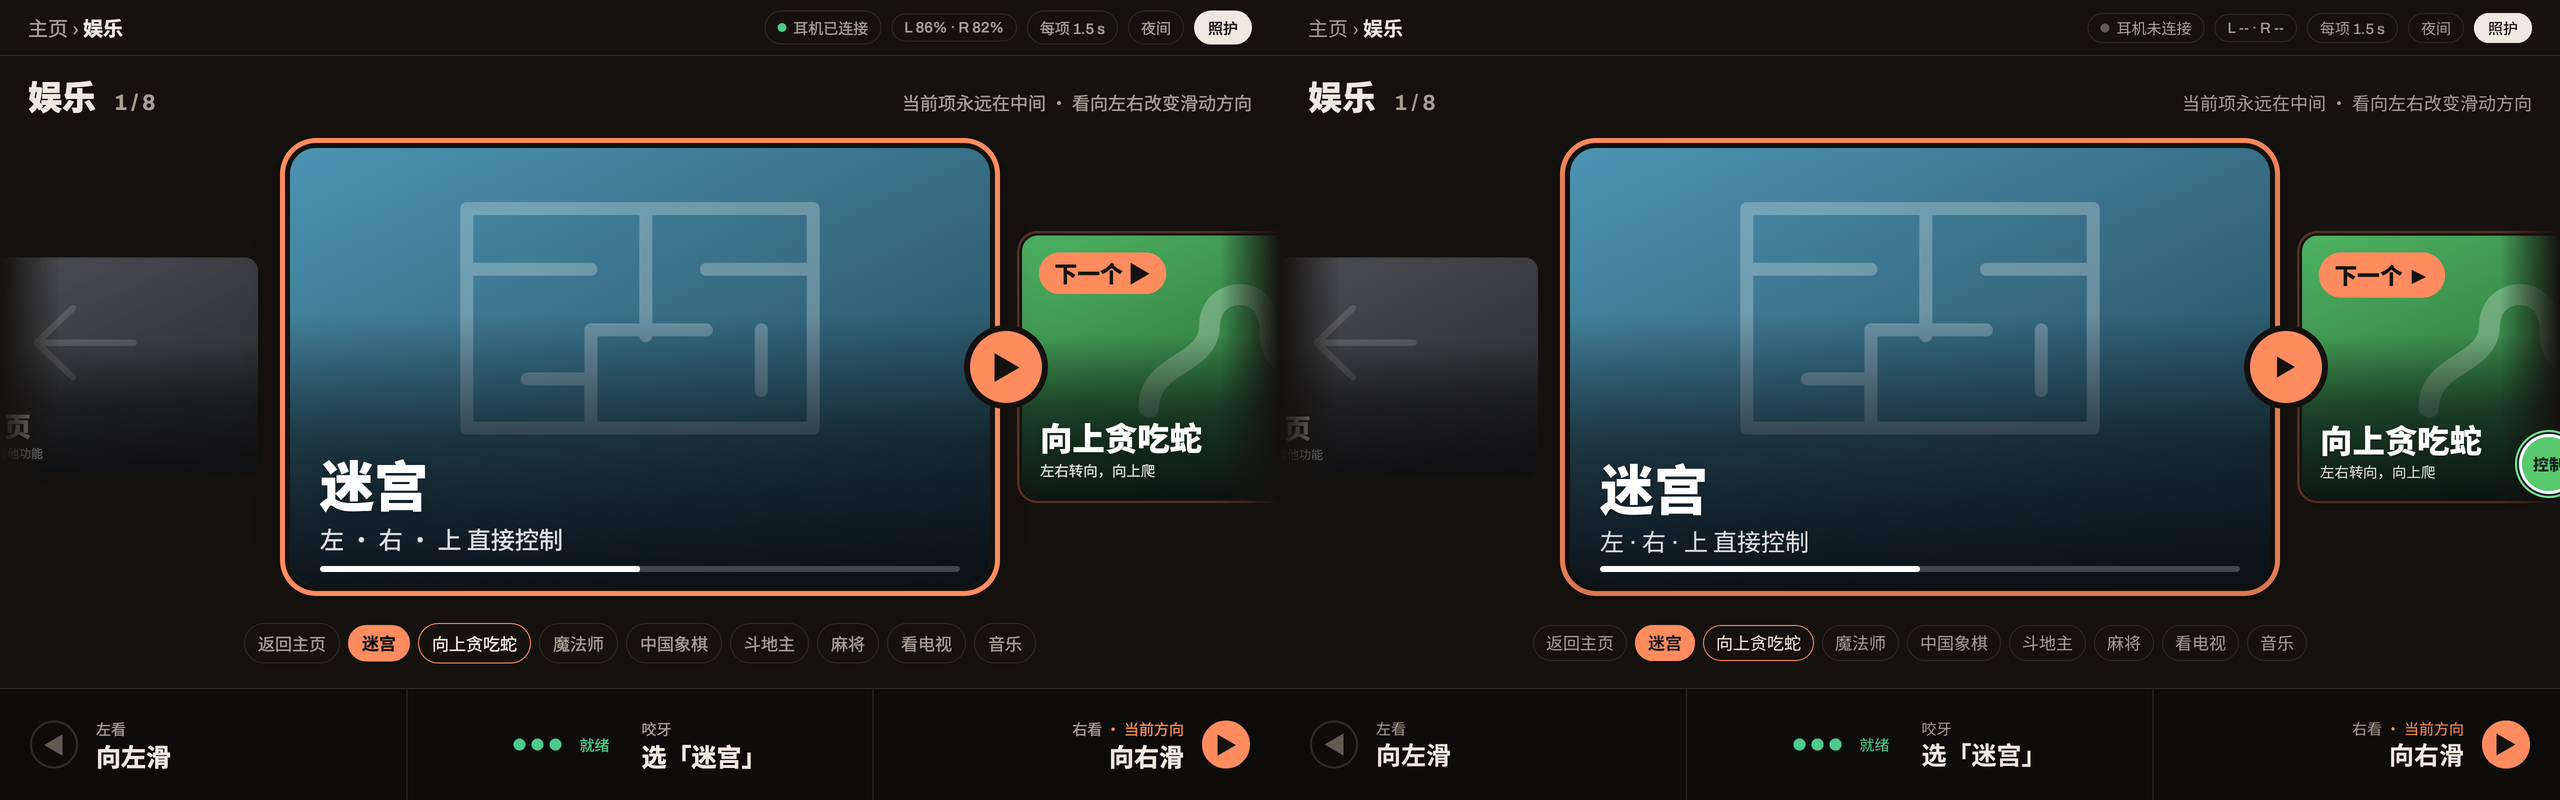 主页 › 娱乐
耳机已连接
L 86% · R 82%
每项 1.5 s
夜间
照护
娱乐 1 / 8
当前项永远在中间 · 看向左右改变滑动方向
页
他功能
迷宫
左 · 右 · 上 直接控制
下一个 ▶
向上贪吃蛇
左右转向，向上爬
返回主页
迷宫
向上贪吃蛇
魔法师
中国象棋
斗地主
麻将
看电视
音乐
左看
向左滑
就绪
咬牙
选「迷宫」
右看 · 当前方向
向右滑
主页 › 娱乐
耳机未连接
L -- · R --
每项 1.5 s
夜间
照护
娱乐 1 / 8
当前项永远在中间 · 看向左右改变滑动方向
页
他功能
迷宫
左 · 右 · 上 直接控制
下一个 ▶
向上贪吃蛇
左右转向，向上爬
控制
返回主页
迷宫
向上贪吃蛇
魔法师
中国象棋
斗地主
麻将
看电视
音乐
左看
向左滑
就绪
咬牙
选「迷宫」
右看 · 当前方向
向右滑